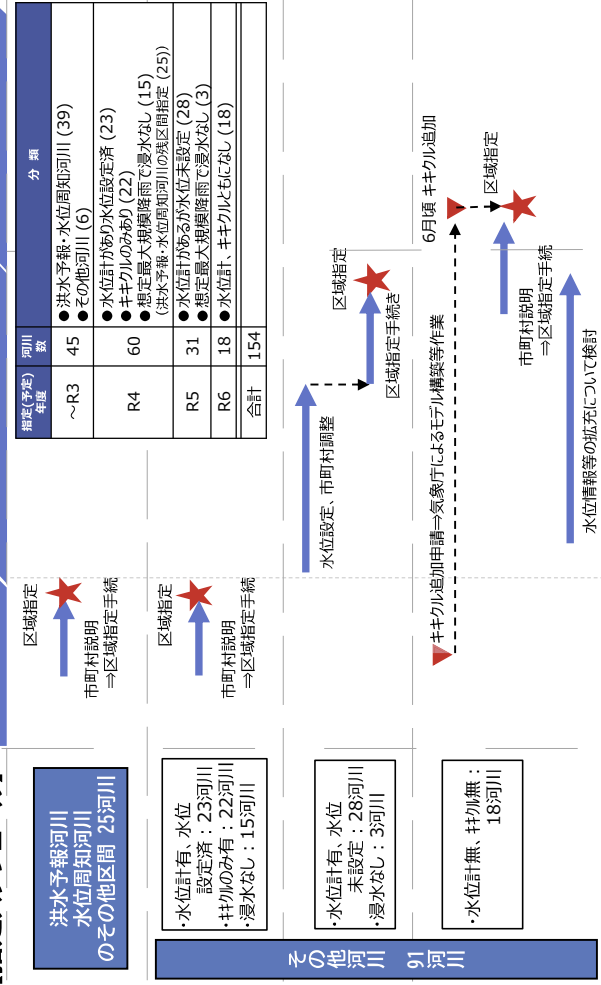 洪水予報河川
水位周知河川
のその他区間 25河川
その他河川 91河川
・水位計有、水位
設定済：23河川
・ｷｷｸﾙのみ有：22河川
・浸水なし：15河川
・水位計有、水位
未設定：28河川
・浸水なし：3河川
・水位計無、ｷｷｸﾙ無：
18河川
区域指定
市町村説明
⇒区域指定手続
区域指定
市町村説明
⇒区域指定手続
水位設定、市町村調整
区域指定
区域指定手続き
キキクル追加申請⇒気象庁によるモデル構築等作業
6月頃 キキクル追加
区域指定
市町村説明
⇒区域指定手続
水位情報等の拡充について検討
指定(予定)年度 河川数 分類
～R3 45 ●洪水予報・水位周知河川 (39)
●その他河川 (6)
R4 60 ●水位計があり水位設定済 (23)
●キキクルのみあり (22)
●想定最大規模降雨で浸水なし (15)
(洪水予報・水位周知河川の残区間指定 (25))
R5 31 ●水位計があるが水位未設定 (28)
●想定最大規模降雨で浸水なし (3)
R6 18 ●水位計、キキクルともになし (18)
合計 154